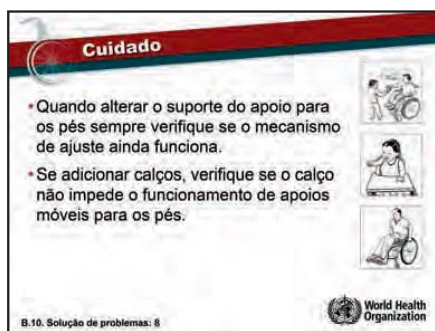 Cuidado
• Quando alterar o suporte do apoio para
os pés sempre verifique se o mecanismo
de ajuste ainda funciona.
• Se adicionar calços, verifique se o calço
não impede o funcionamento de apoios
móveis para os pés.
B.10. Solução de problemas: 8
World Health
Organization